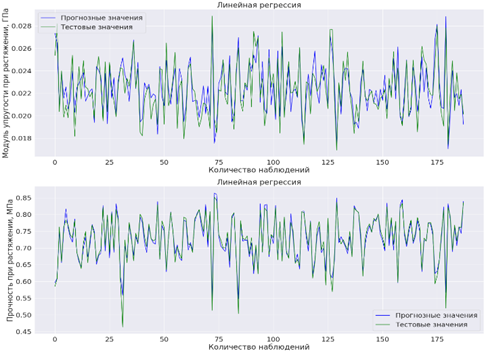 Линейная регрессия
Прогнозные значения
Тестовые значения
Модуль упругости при растяжении, ГПа
0.028
0.026
0.024
0.022
0.020
0.018
0 25 50 75 100 125 150 175
Количество наблюдений
Линейная регрессия
Прочность при растяжении, МПа
0.85
0.80
0.75
0.70
0.65
0.60
0.55
0.50
0.45
Прогнозные значения
Тестовые значения
0 25 50 75 100 125 150 175
Количество наблюдений